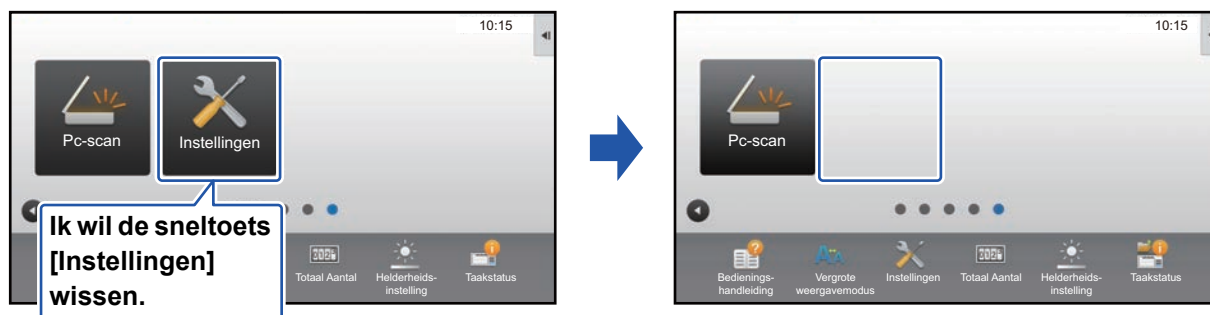 10:15
Pc-scan
Instellingen
Ik wil de sneltoets
[Instellingen]
wissen.
Totaal Aantal
Helderheids-
instelling
Taakstatus
10:15
Pc-scan
Bedienings-
handleiding
Vergrote
weergavemodus
Instellingen
Totaal Aantal
Helderheids-
instelling
Taakstatus